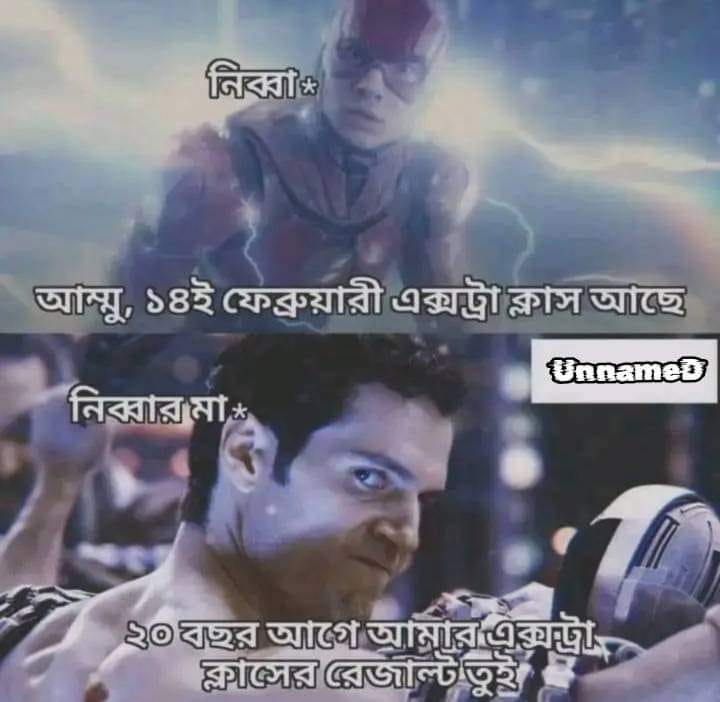 নিব্বা*
আম্মু, ১৪ই ফেব্রুয়ারী এক্সট্রা ক্লাস আছে
UnnameD
নিব্বার মা*
২০ বছর আগে আমার এক্সট্রা
ক্লাসের রেজাল্ট তুই